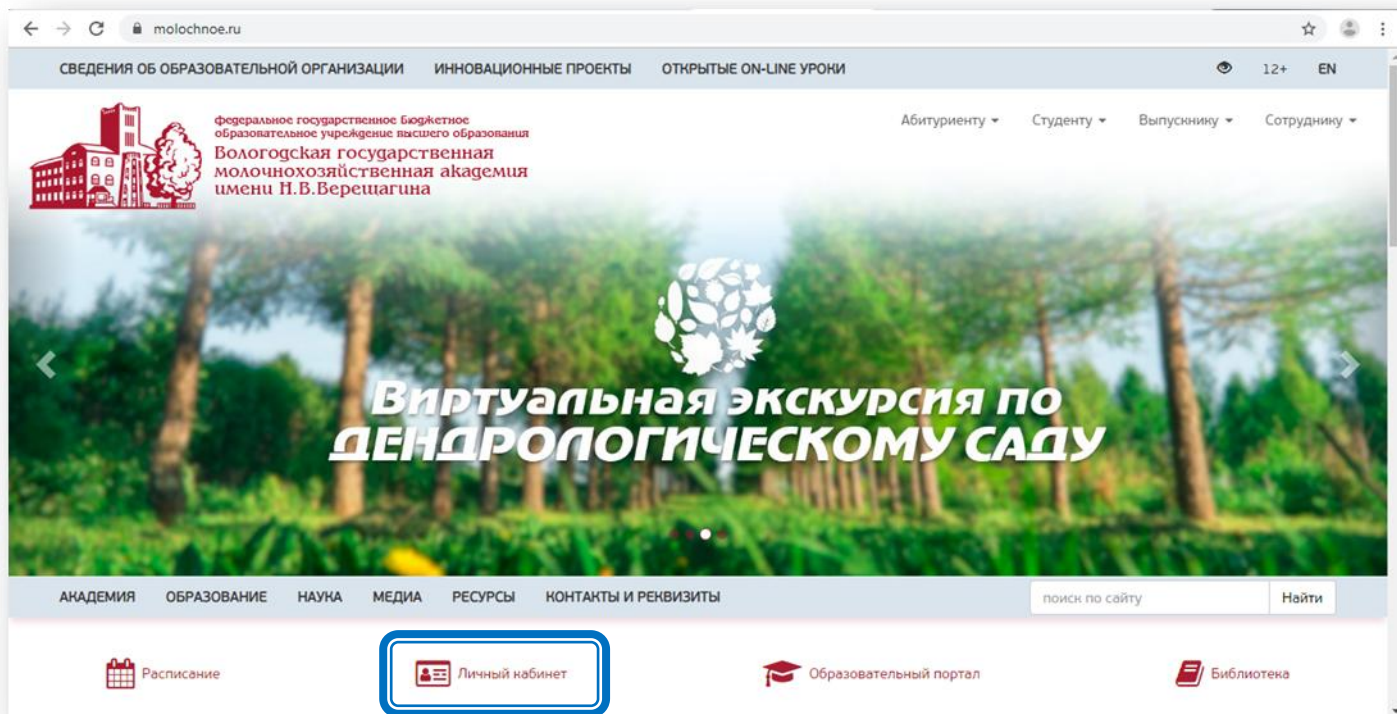 molochnoe.ru
СВЕДЕНИЯ ОБ ОБРАЗОВАТЕЛЬНОЙ ОРГАНИЗАЦИИ ИННОВАЦИОННЫЕ ПРОЕКТЫ ОТКРЫТЫЕ ON-LINE УРОКИ 12+ EN
федеральное государственное бюджетное
образовательное учреждение высшего образования
Вологодская государственная
молочнохозяйственная академия
имени Н.В.Верещагина
Абитуриенту Студенту Выпускнику Сотруднику
Виртуальная экскурсия по
ДЕНДРОЛОГИЧЕСКОМУ САДУ
АКАДЕМИЯ ОБРАЗОВАНИЕ НАУКА МЕДИА РЕСУРСЫ КОНТАКТЫ И РЕКВИЗИТЫ поиск по сайту Найти
Расписание Личный кабинет Образовательный портал Библиотека